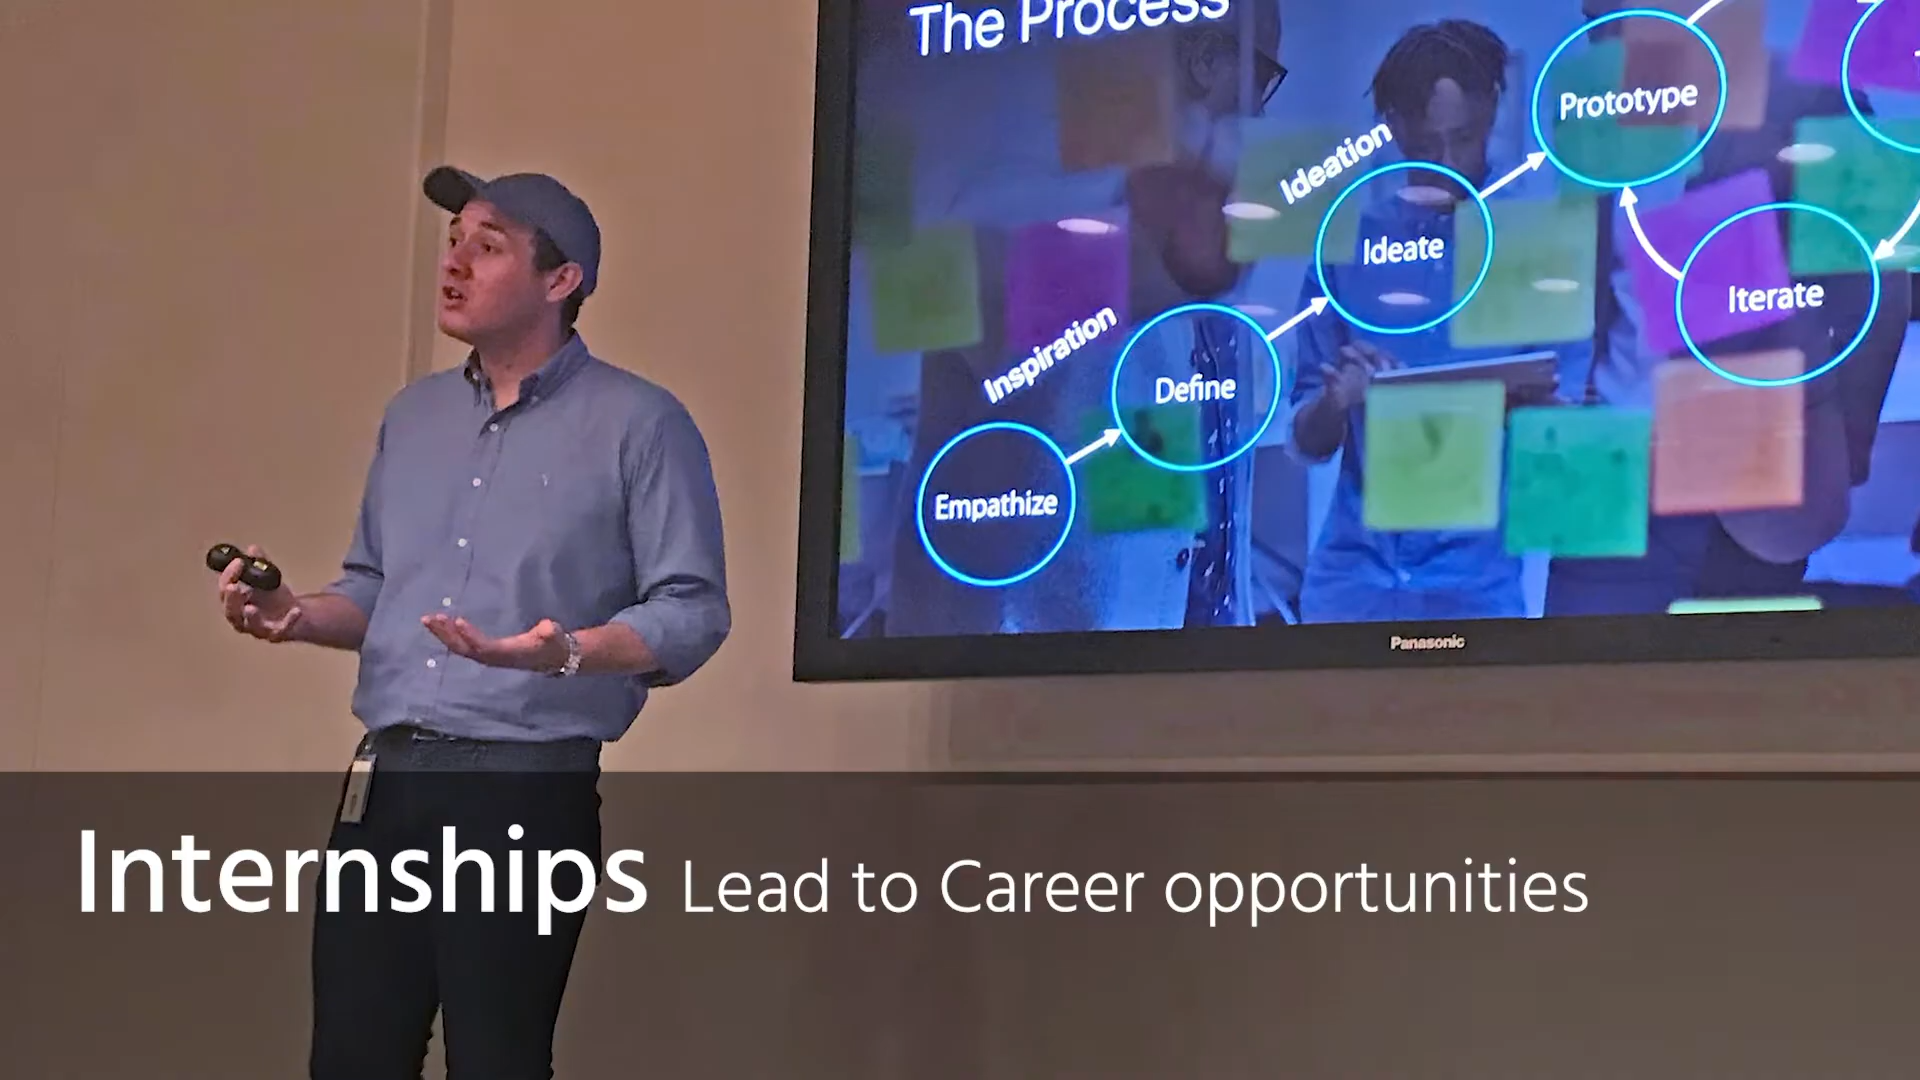 The Process
Prototype
Ideation
Ideate
Iterate
Inspiration
Define
Empathize
Panasonic
Internships Lead to Career opportunities